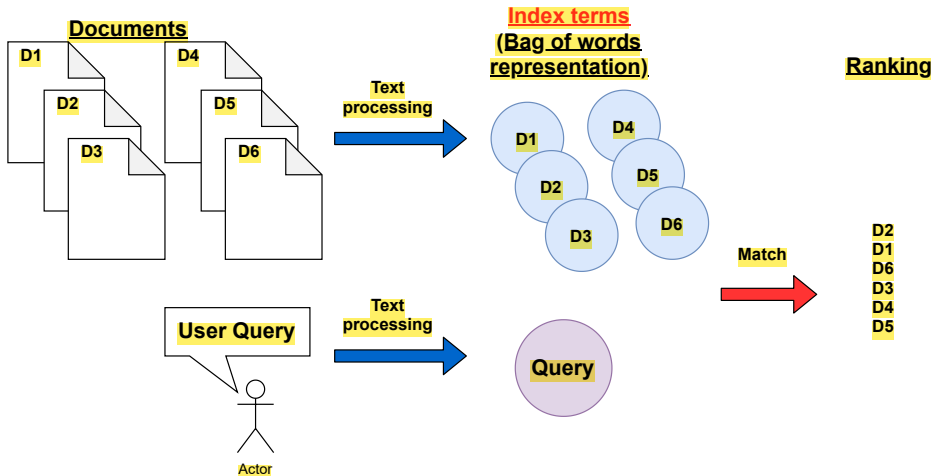 Documents
D1
D4
D2
D5
D3
D6
Text
processing
Index terms
(Bag of words
representation)
D1
D4
D2
D5
D3
D6
Ranking
Match
D2
D1
D6
D3
D4
D5
User Query
Text
processing
Query
Actor